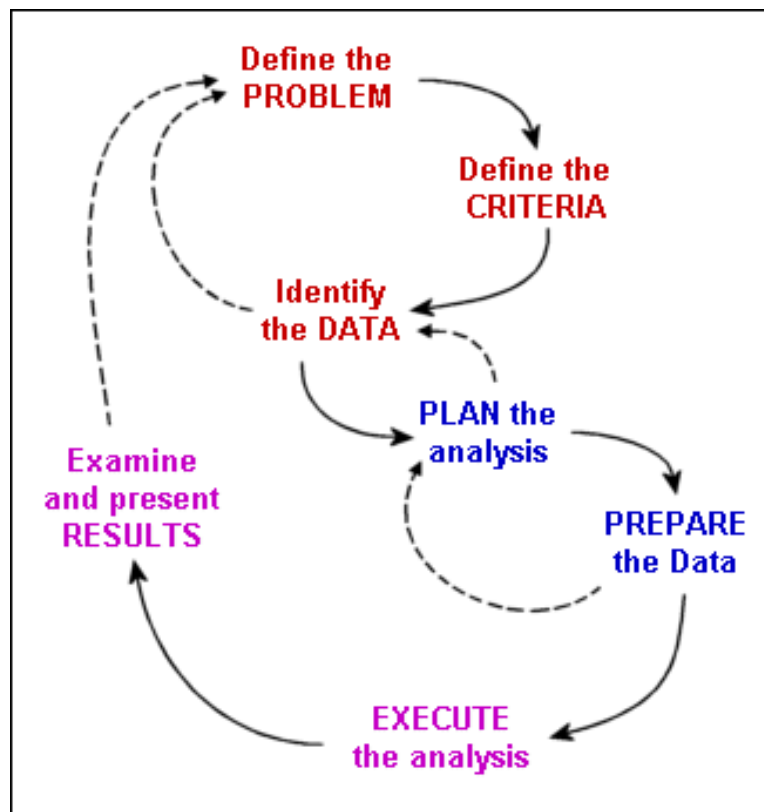 Define the
PROBLEM
Define the
CRITERIA
Identify
the DATA
PLAN the
analysis
PREPARE
the Data
EXECUTE
the analysis
Examine
and present
RESULTS